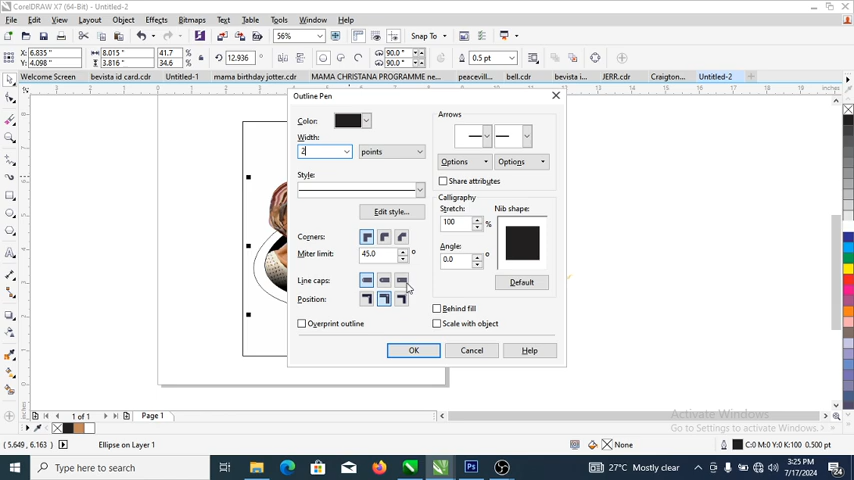 CorelDRAW X7 (64-Bit) - Untitled-2
File Edit View Layout Object Effects Bitmaps Text Table Tools Window Help
56% Snap To
X: 6.835 " 8.015 " 41.7 % 12.936 90.0 ° 0.5 pt
Y: 4.098 " 3.816 " 34.6 % 90.0 °
Welcome Screen bevista id card.cdr Untitled-1 mama birthday jotter.cdr MAMA CHRISTANA PROGRAMME ne... peacevill... bell.cdr bevista i... JERR.cdr Craigton... Untitled-2
Outline Pen
Color:
Width:
2 points
Style:
Edit style...
Corners:
Miter limit: 45.0 °
Line caps:
Position:
Overprint outline
Arrows
Options Options
Share attributes
Calligraphy
Stretch: Nib shape:
100 %
Angle:
0.0 °
Default
Behind fill
Scale with object
OK Cancel Help
inches
Activate Windows
Go to Settings to activate Windows.
1 of 1 Page 1
( 5.649 , 6.163 ) Ellipse on Layer 1 None C:0 M:0 Y:0 K:100 0.500 pt
Type here to search 27°C Mostly clear 3:25 PM
7/17/2024 24